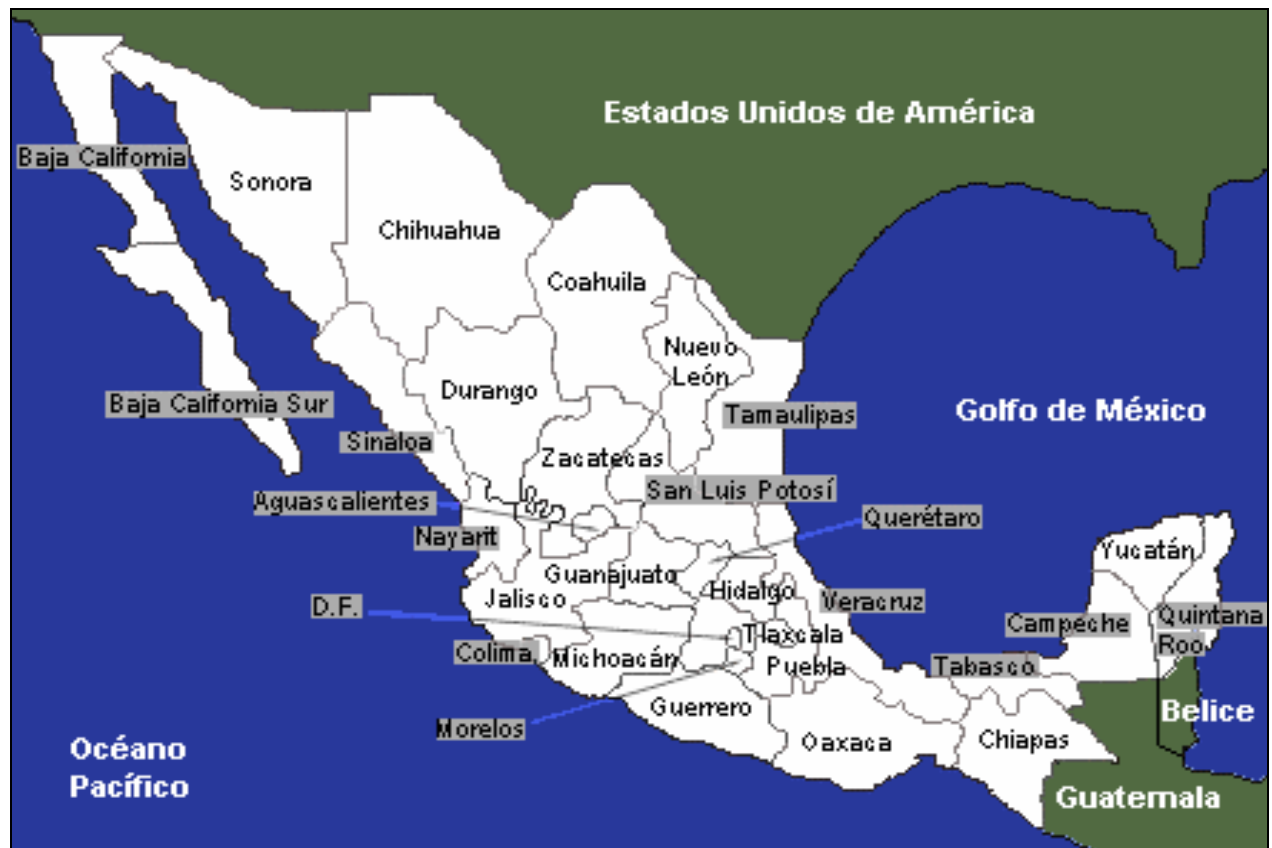 Estados Unidos de América
Baja California
Sonora
Chihuahua
Coahuila
Nuevo
León
Durango
Baja California Sur
Golfo de México
Tamaulipas
Sinaloa
Zacatecas
San Luis Potosí
Aguascalientes
Querétaro
Nayarit
Yucatán
Guanajuato
Hidalgo
Jalisco
Veracruz
D.F.
Quintana
Roo
Campeche
Tlaxcala
Colima
Michoacán
Puebla
Tabasco
Guerrero
Morelos
Belice
Oaxaca
Chiapas
Océano
Pacífico
Guatemala